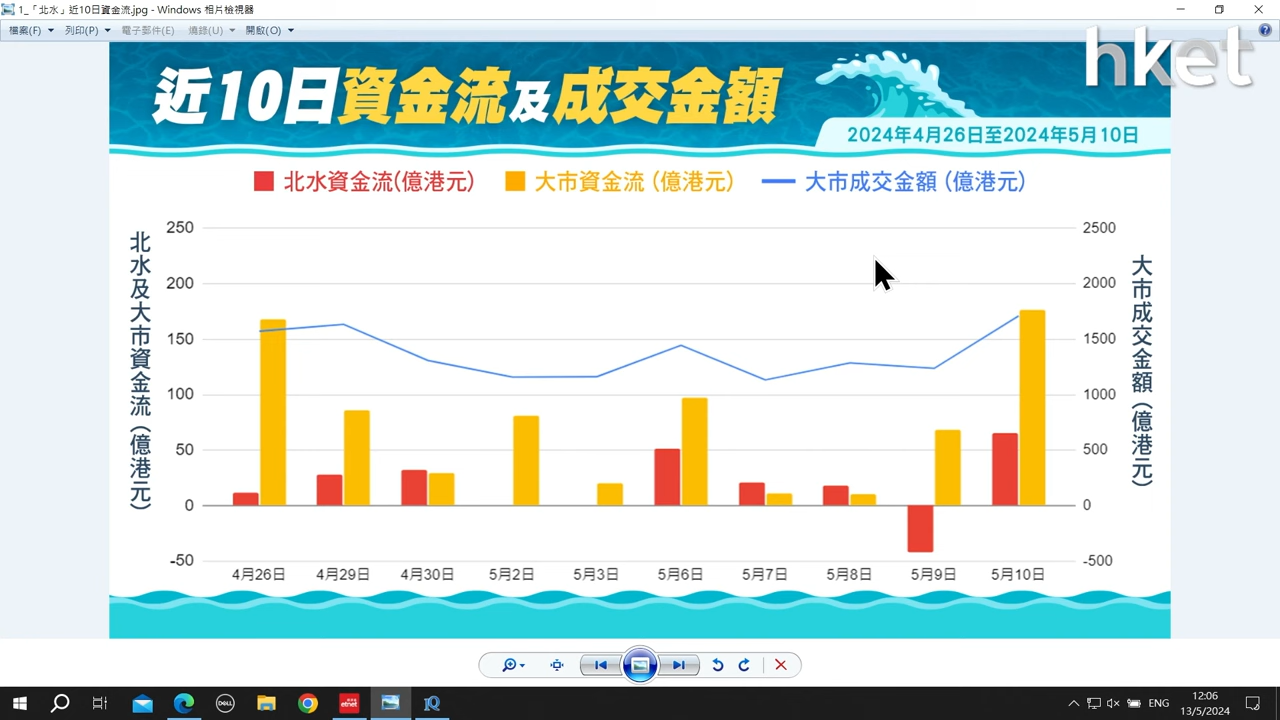 1_「北水」近10日資金流.jpg - Windows 相片檢視器
檔案(F) 列印(P) 電子郵件(E) 燒錄(U) 開啟(O)
hket
近10日資金流及成交金額
2024年4月26日至2024年5月10日
北水資金流(億港元) 大市資金流 (億港元) 大市成交金額 (億港元)
北水及大市資金流(億港元)
250
200
150
100
50
0
-50
2500
2000
1500
1000
500
0
-500
大市成交金額(億港元)
4月26日 4月29日 4月30日 5月2日 5月3日 5月6日 5月7日 5月8日 5月9日 5月10日
DELL
etnet
IQ
ENG
12:06
13/5/2024